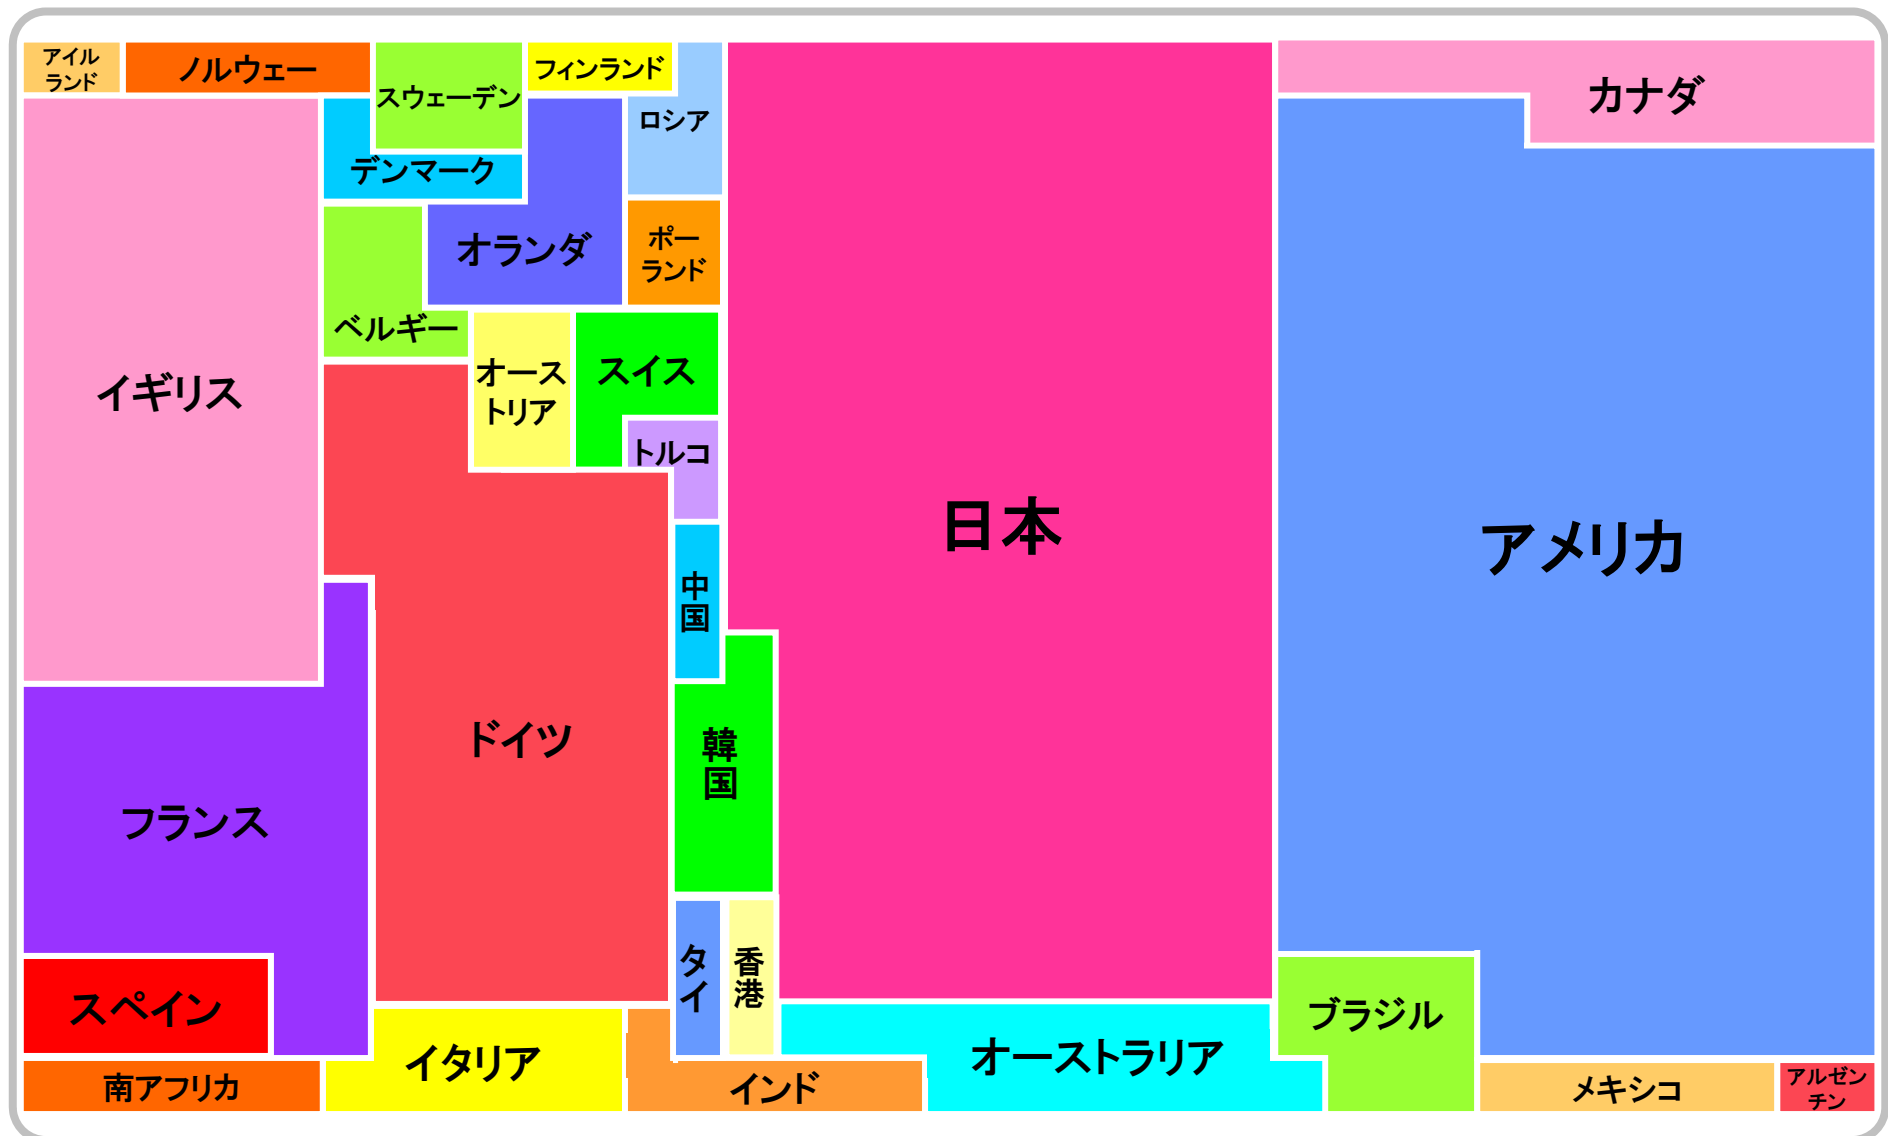 アイル
ランド
ノルウェー
スウェーデン
フィンランド
ロシア
カナダ
デンマーク
オランダ
ポー
ランド
ベルギー
イギリス
オース
トリア
スイス
トルコ
日本
アメリカ
中
国
ドイツ
韓
国
フランス
タ
イ
香
港
スペイン
イタリア
オーストラリア
ブラジル
南アフリカ
インド
メキシコ
アルゼン
チン